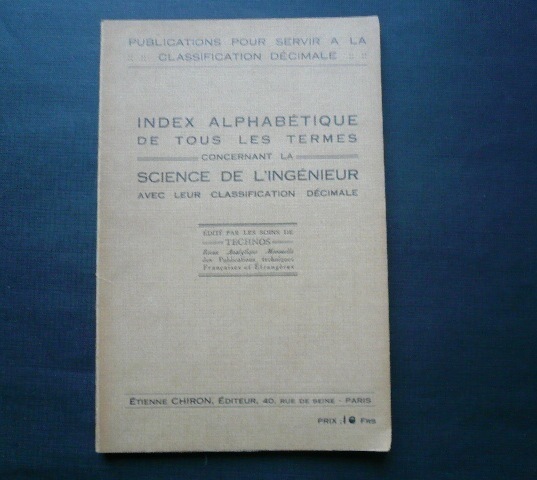 PUBLICATIONS POUR SERVIR A LA
:: :: CLASSIFICATION DÉCIMALE :: ::
INDEX ALPHABÉTIQUE
DE TOUS LES TERMES
CONCERNANT LA
SCIENCE DE L'INGÉNIEUR
AVEC LEUR CLASSIFICATION DÉCIMALE
EDITÉ PAR LES SOINS DE
TECHNOS
Revue Analytique Mensuelle
des Publications techniques
Françaises et Étrangères
ÉTIENNE CHIRON, ÉDITEUR, 40, RUE DE SEINE - PARIS
PRIX : Frs